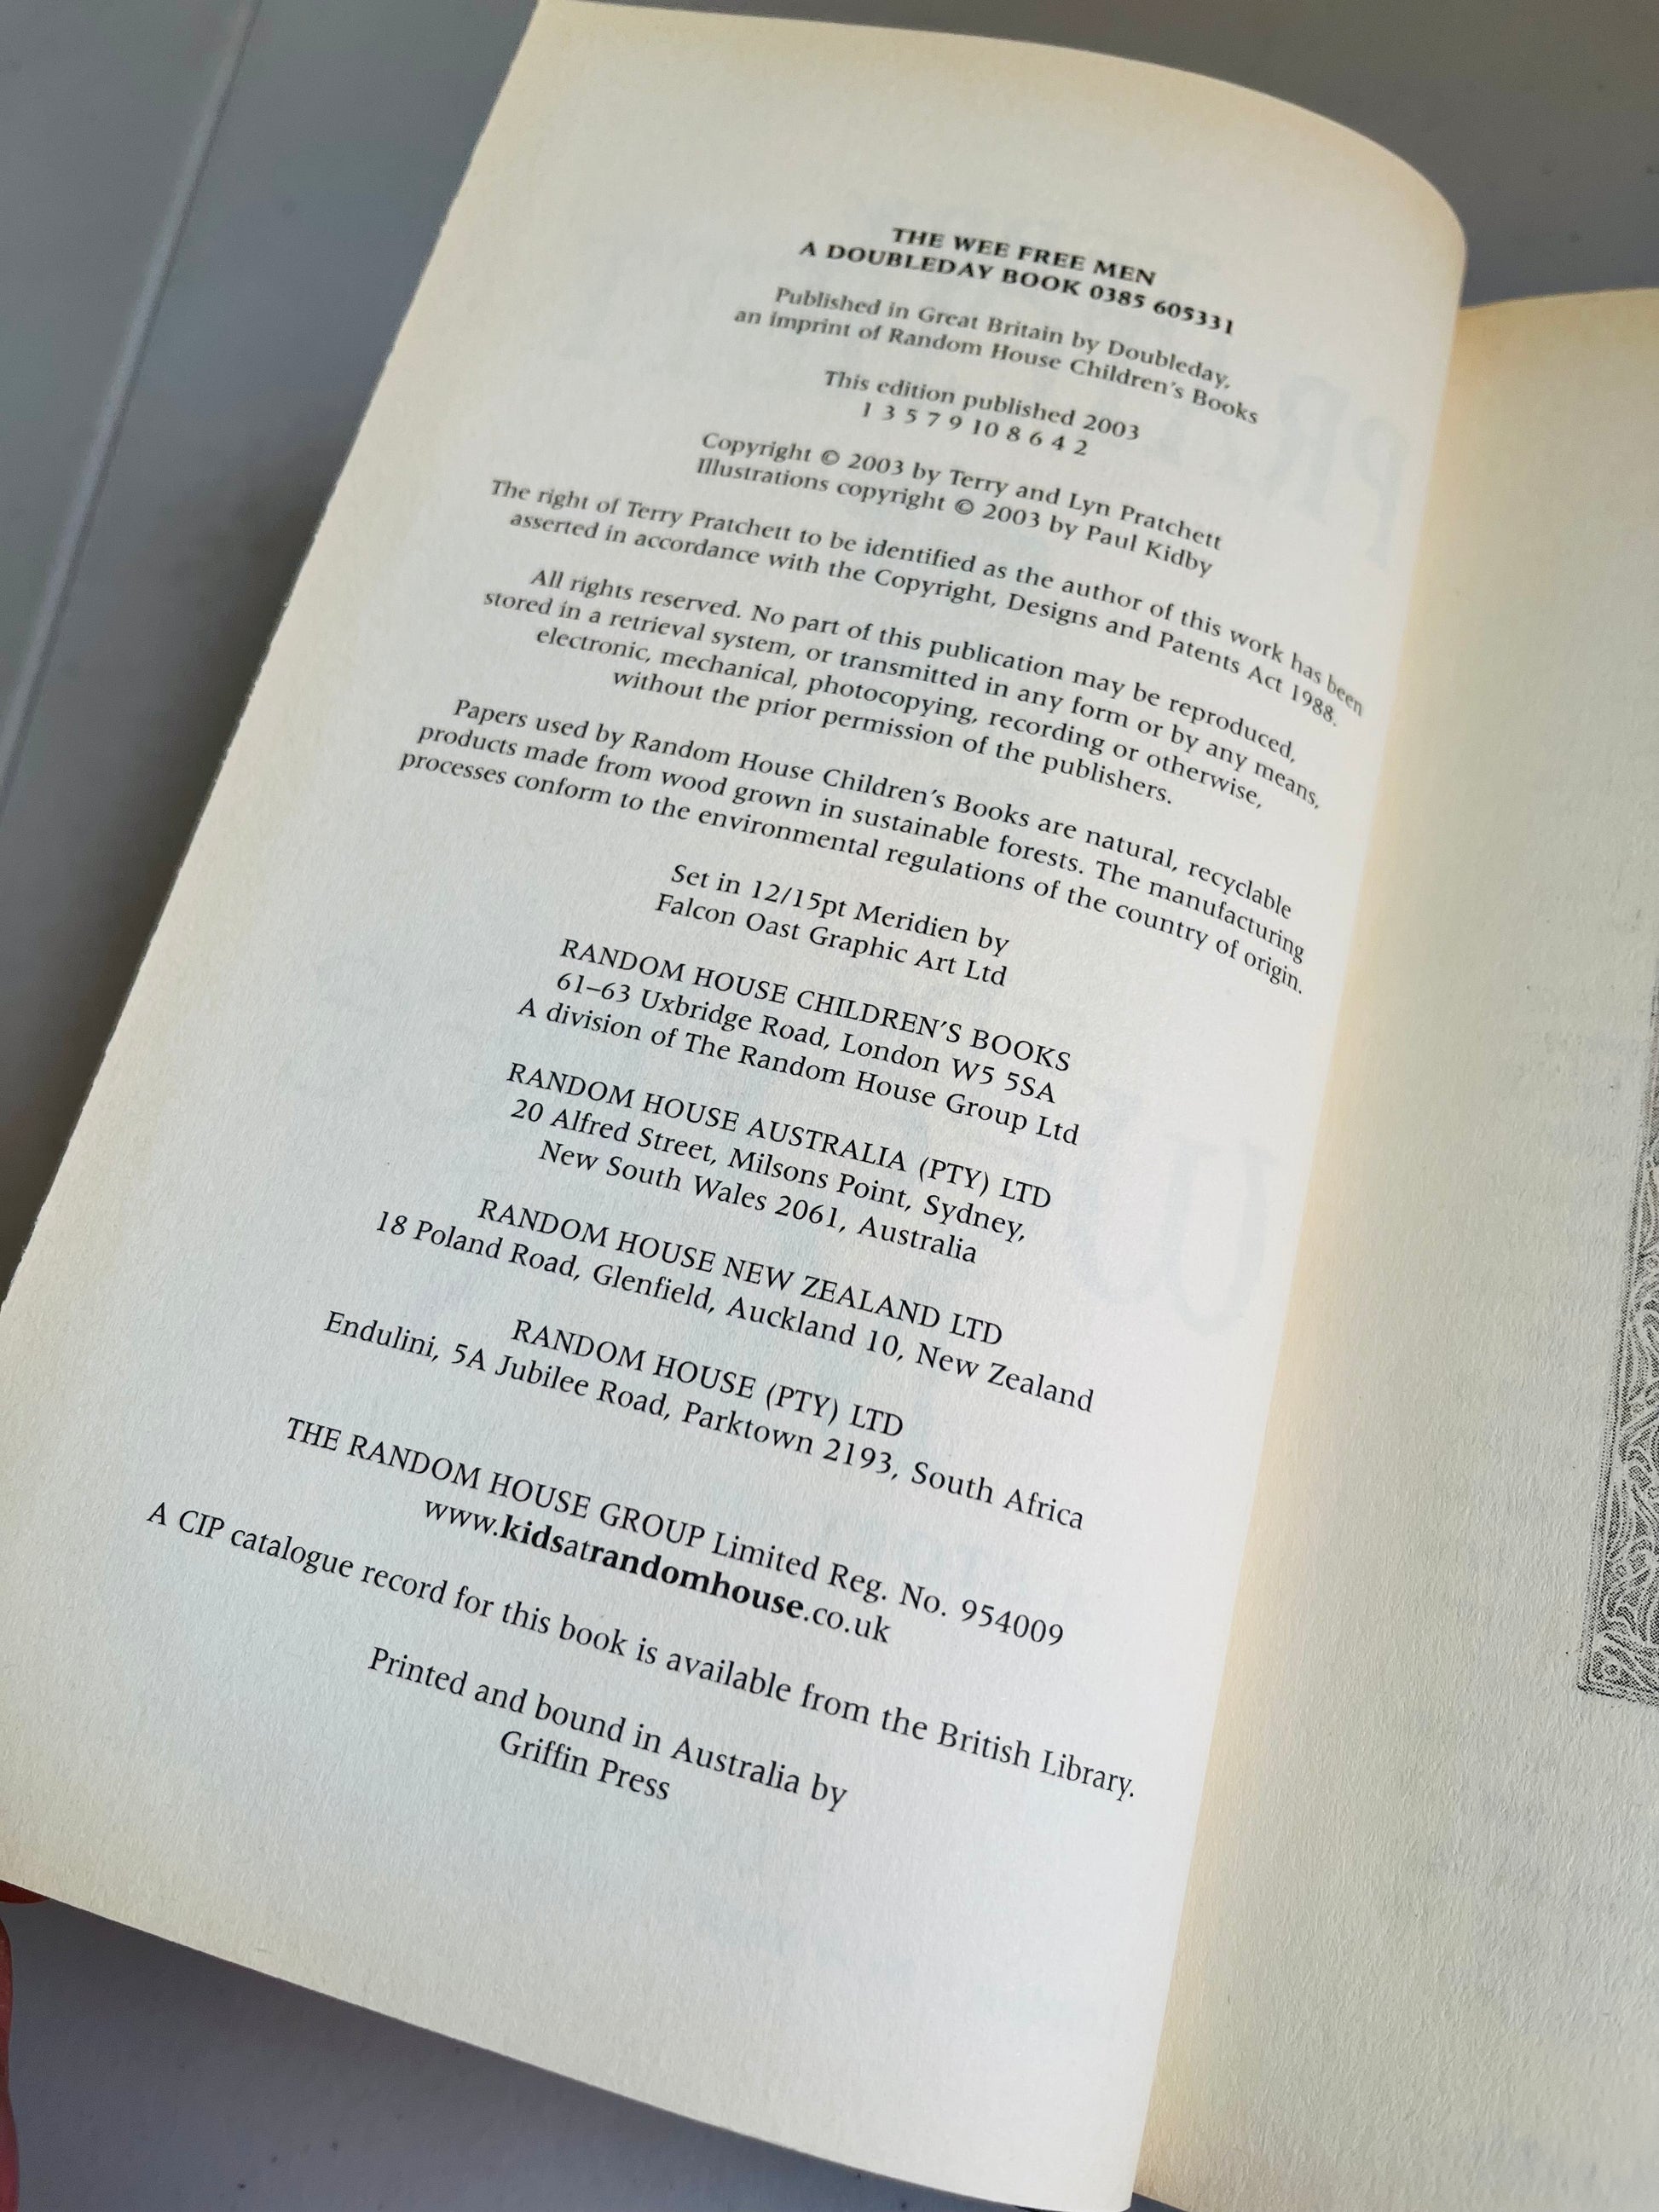 THE WEE FREE MEN
A DOUBLEDAY BOOK 0385 605331
Published in Great Britain by Doubleday,
an imprint of Random House Children's Books
This edition published 2003
1 3 5 7 9 10 8 6 4 2
Copyright © 2003 by Terry and Lyn Pratchett
Illustrations copyright © 2003 by Paul Kidby
The right of Terry Pratchett to be identified as the author of this work has been
asserted in accordance with the Copyright, Designs and Patents Act 1988.
All rights reserved. No part of this publication may be reproduced,
stored in a retrieval system, or transmitted in any form or by any means,
electronic, mechanical, photocopying, recording or otherwise,
without the prior permission of the publishers.
Papers used by Random House Children's Books are natural, recyclable
products made from wood grown in sustainable forests. The manufacturing
processes conform to the environmental regulations of the country of origin.
Set in 12/15pt Meridien by
Falcon Oast Graphic Art Ltd
RANDOM HOUSE CHILDREN'S BOOKS
61–63 Uxbridge Road, London W5 5SA
A division of The Random House Group Ltd
RANDOM HOUSE AUSTRALIA (PTY) LTD
20 Alfred Street, Milsons Point, Sydney,
New South Wales 2061, Australia
RANDOM HOUSE NEW ZEALAND LTD
18 Poland Road, Glenfield, Auckland 10, New Zealand
RANDOM HOUSE (PTY) LTD
Endulini, 5A Jubilee Road, Parktown 2193, South Africa
THE RANDOM HOUSE GROUP Limited Reg. No. 954009
www.kidsatrandomhouse.co.uk
A CIP catalogue record for this book is available from the British Library.
Printed and bound in Australia by
Griffin Press